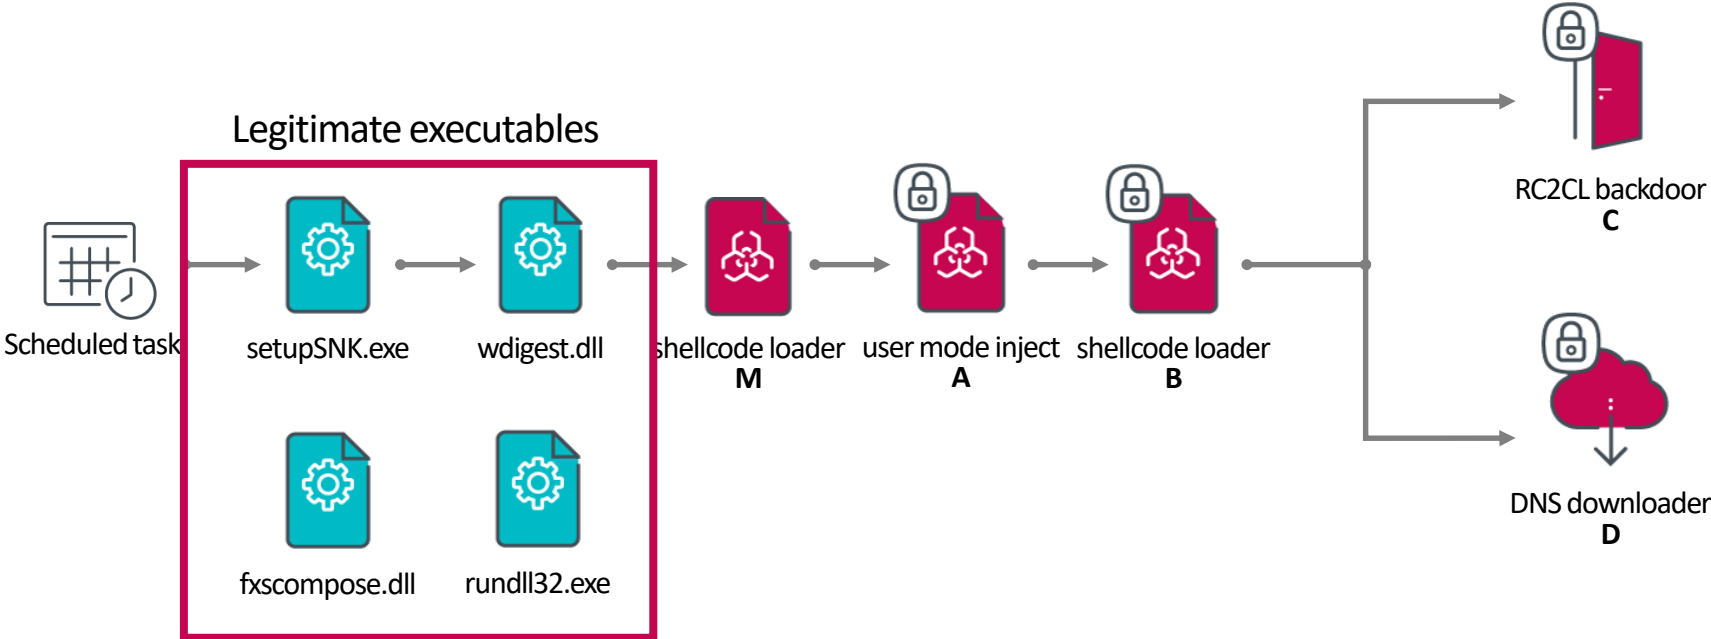 Legitimate executables
Scheduled task
setupSNK.exe
wdigest.dll
shellcode loader
M
user mode inject
A
shellcode loader
B
RC2CL backdoor
C
fxscompose.dll
rundll32.exe
DNS downloader
D